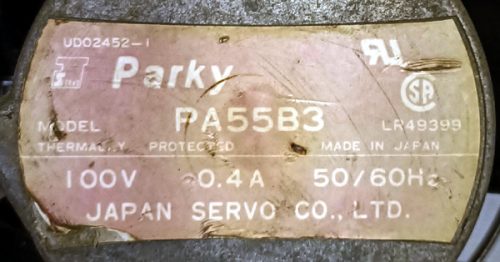 UD02452-1
Parky
MODEL PA55B3 LR49399
THERMALLY PROTECTED MADE IN JAPAN
100V 0.4A 50/60Hz
JAPAN SERVO CO., LTD.